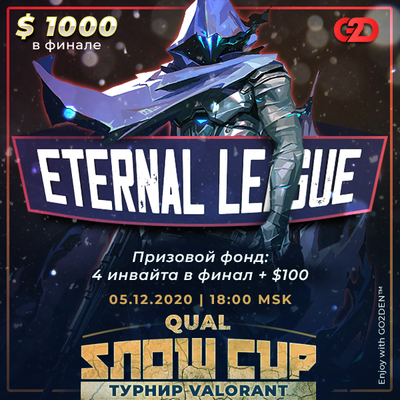 $ 1000
в финале
G2D
ETERNAL LEAGUE
Призовой фонд:
4 инвайта в финал + $100
05.12.2020 | 18:00 MSK
QUAL
SNOW CUP
ТУРНИР VALORANT
Enjoy with GO2DEN™